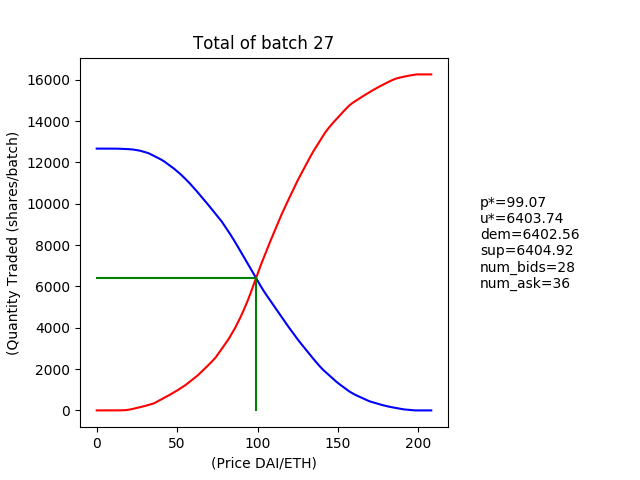 Total of batch 27
(Quantity Traded (shares/batch)
16000
14000
12000
10000
8000
6000
4000
2000
0
0 50 100 150 200
(Price DAI/ETH)
p*=99.07
u*=6403.74
dem=6402.56
sup=6404.92
num_bids=28
num_ask=36